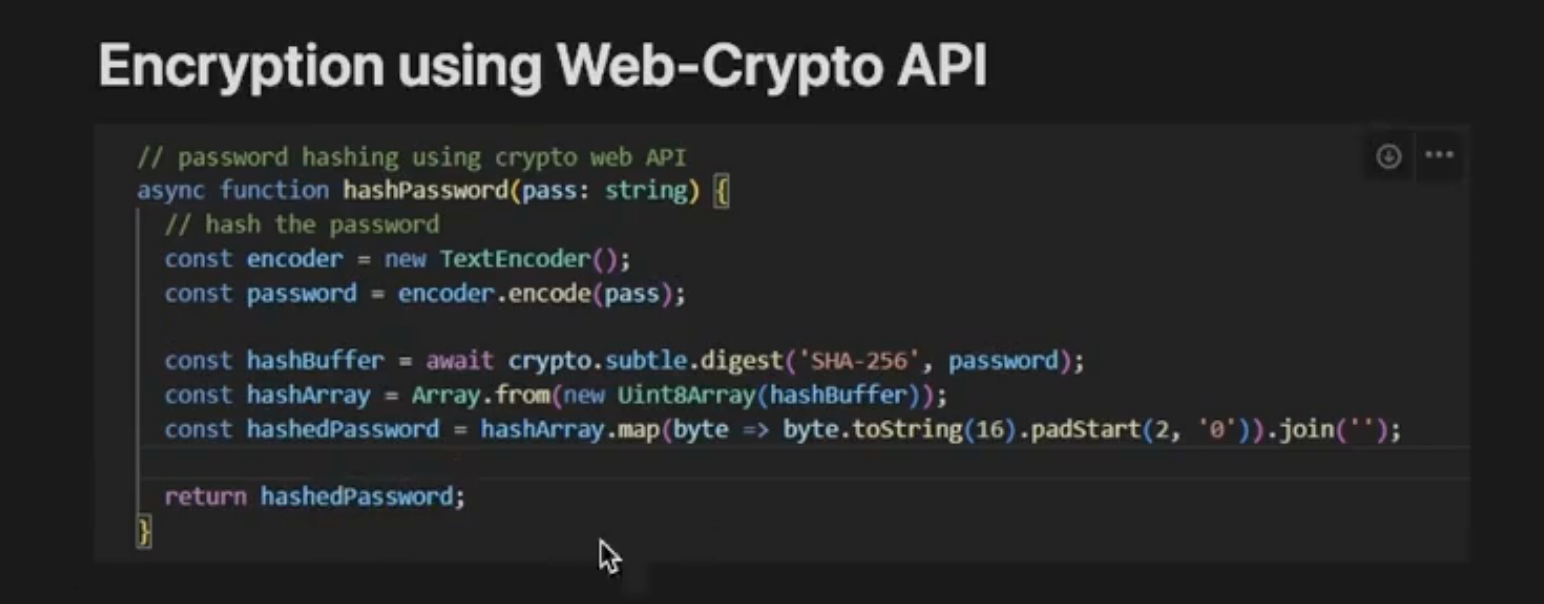 Encryption using Web-Crypto API
// password hashing using crypto web API
async function hashPassword(pass: string) {
// hash the password
const encoder = new TextEncoder();
const password = encoder.encode(pass);
const hashBuffer = await crypto.subtle.digest('SHA-256', password);
const hashArray = Array.from(new Uint8Array(hashBuffer));
const hashedPassword = hashArray.map(byte => byte.toString(16).padStart(2, '0')).join('');
return hashedPassword;
}